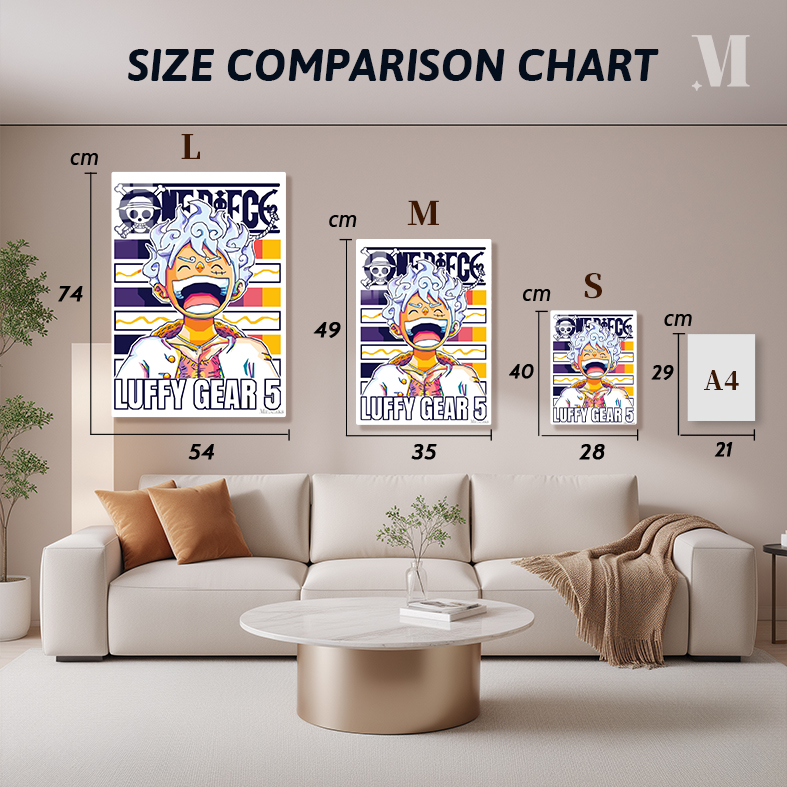 SIZE COMPARISON CHART
M
L
cm
74
54
ONE PIECE
LUFFY GEAR 5
M
cm
49
35
ONE PIECE
LUFFY GEAR 5
S
cm
40
28
ONE PIECE
LUFFY GEAR 5
cm
29
21
A4